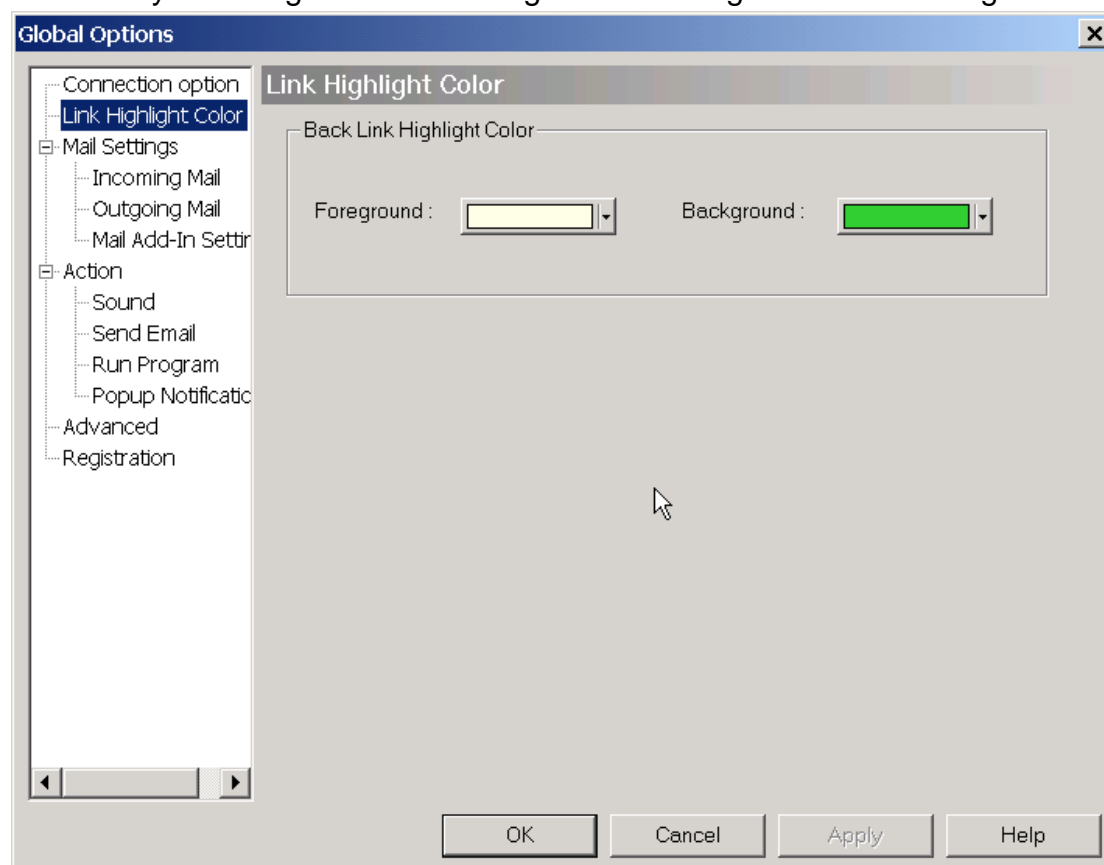 Global Options
Connection option
Link Highlight Color
Mail Settings
Incoming Mail
Outgoing Mail
Mail Add-In Settin
Action
Sound
Send Email
Run Program
Popup Notificatic
Advanced
Registration
Link Highlight Color
Back Link Highlight Color
Foreground : Background :
OK Cancel Apply Help